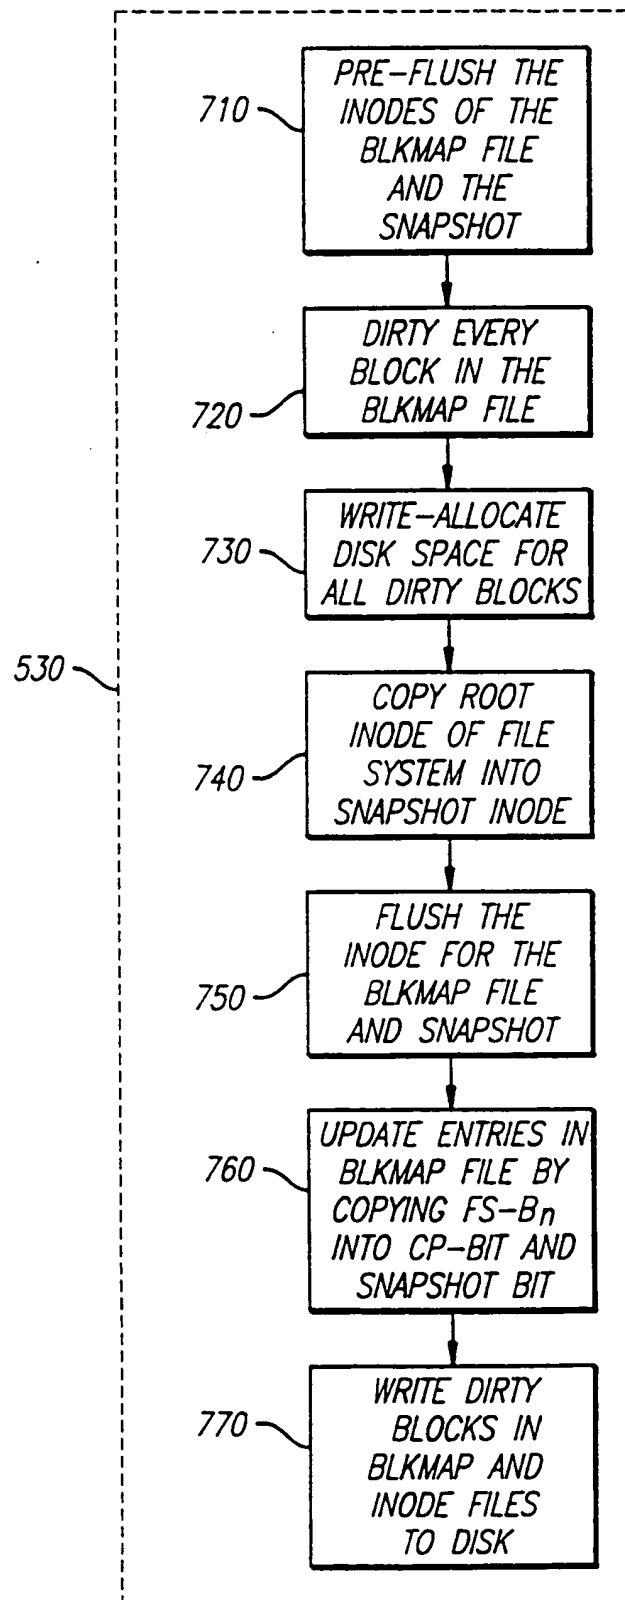 710
PRE-FLUSH THE
INODES OF THE
BLKMAP FILE
AND THE
SNAPSHOT
720
DIRTY EVERY
BLOCK IN THE
BLKMAP FILE
730
WRITE-ALLOCATE
DISK SPACE FOR
ALL DIRTY BLOCKS
530
740
COPY ROOT
INODE OF FILE
SYSTEM INTO
SNAPSHOT INODE
750
FLUSH THE
INODE FOR THE
BLKMAP FILE
AND SNAPSHOT
760
UPDATE ENTRIES IN
BLKMAP FILE BY
COPYING FS-Bn
INTO CP-BIT AND
SNAPSHOT BIT
770
WRITE DIRTY
BLOCKS IN
BLKMAP AND
INODE FILES
TO DISK